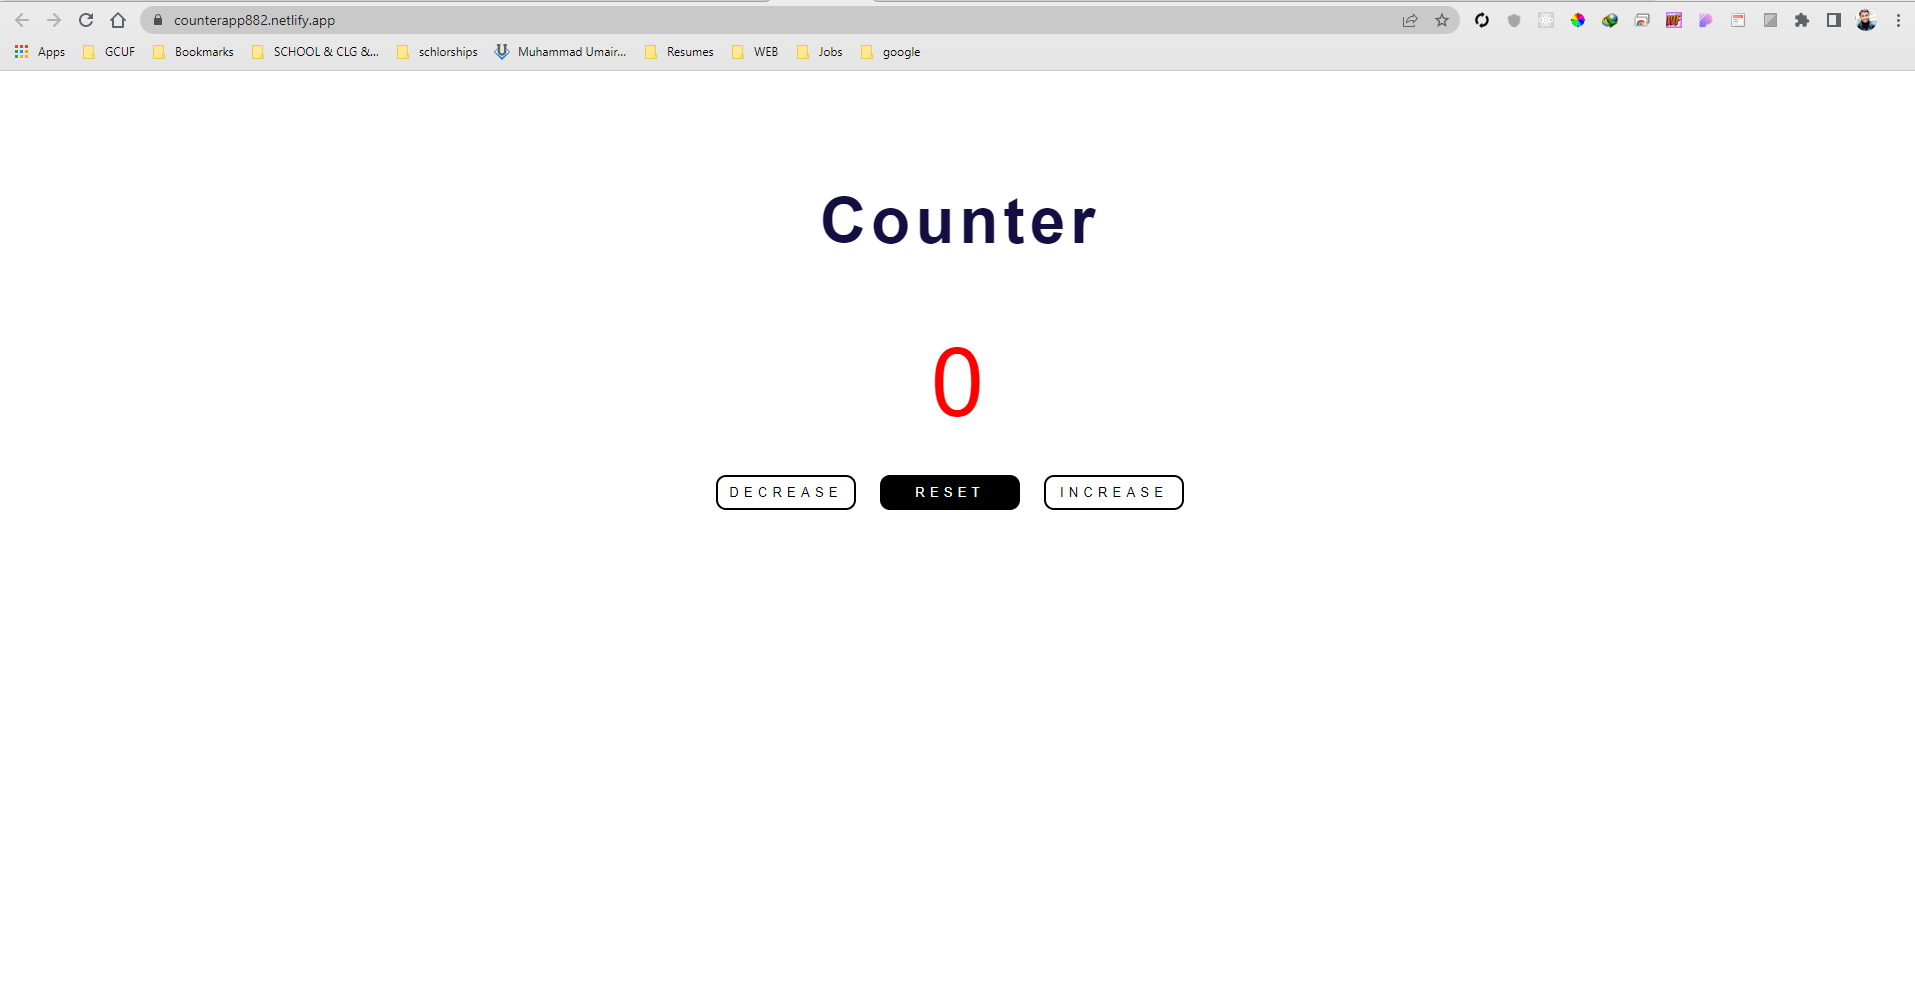 counterapp882.netlify.app
Apps GCUF Bookmarks SCHOOL & CLG &... schlorships Muhammad Umair... Resumes WEB Jobs google
Counter
0
DECREASE RESET INCREASE